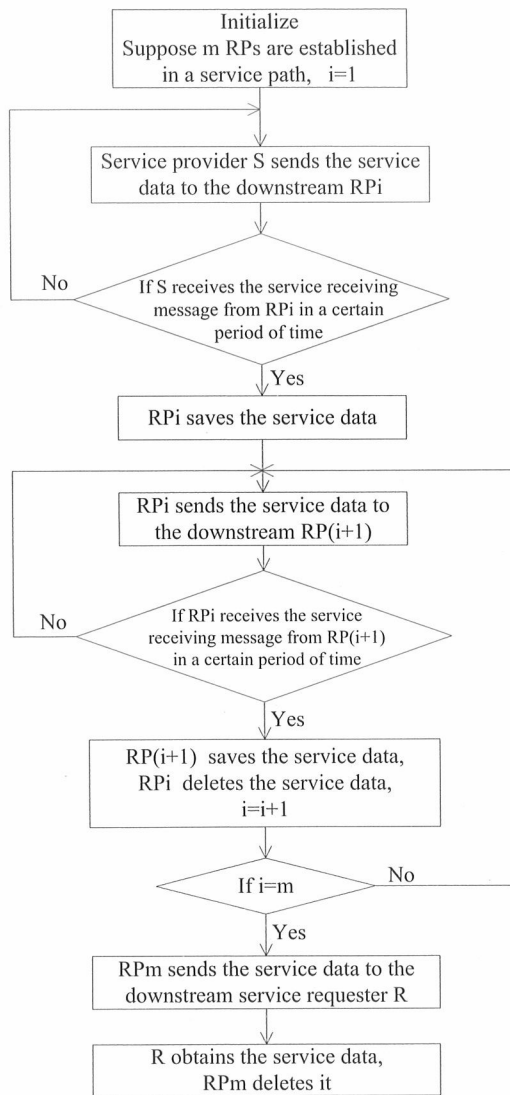 Initialize
Suppose m RPs are established
in a service path, i=1
Service provider S sends the service
data to the downstream RPi
No
If S receives the service receiving
message from RPi in a certain
period of time
Yes
RPi saves the service data
RPi sends the service data to
the downstream RP(i+1)
No
If RPi receives the service
receiving message from RP(i+1)
in a certain period of time
Yes
RP(i+1) saves the service data,
RPi deletes the service data,
i=i+1
If i=m
No
Yes
RPm sends the service data to the
downstream service requester R
R obtains the service data,
RPm deletes it